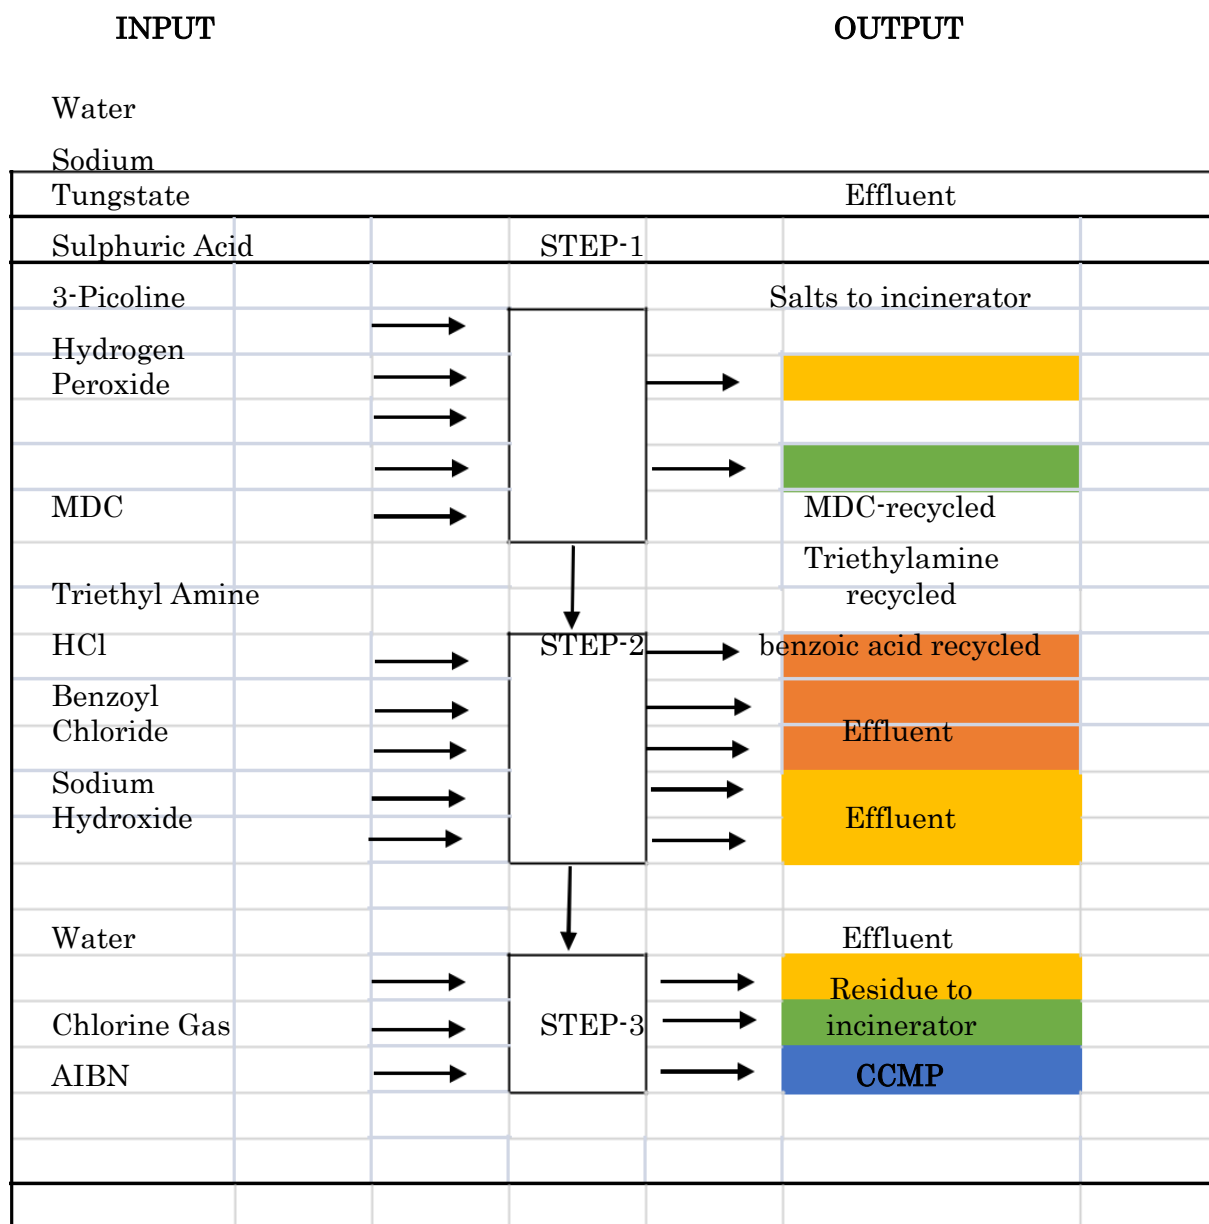 INPUT OUTPUT
Water
Sodium
Tungstate Effluent
Sulphuric Acid STEP-1
3-Picoline Salts to incinerator
Hydrogen
Peroxide
MDC MDC-recycled
Triethylamine
Triethyl Amine recycled
HCl STEP-2 benzoic acid recycled
Benzoyl
Chloride Effluent
Sodium
Hydroxide Effluent
Water Effluent
Residue to
Chlorine Gas STEP-3 incinerator
AIBN CCMP